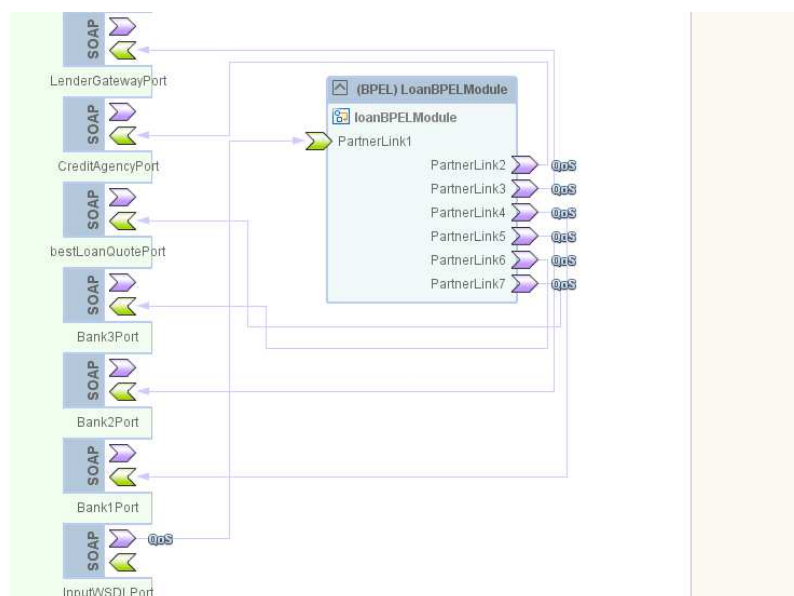 SOAP
LenderGatewayPort
SOAP
CreditAgencyPort
SOAP
bestLoanQuotePort
SOAP
Bank3Port
SOAP
Bank2Port
SOAP
Bank1Port
SOAP
QoS
InputWSDLPort
(BPEL) LoanBPELModule
loanBPELModule
PartnerLink1
PartnerLink2 QoS
PartnerLink3 QoS
PartnerLink4 QoS
PartnerLink5 QoS
PartnerLink6 QoS
PartnerLink7 QoS